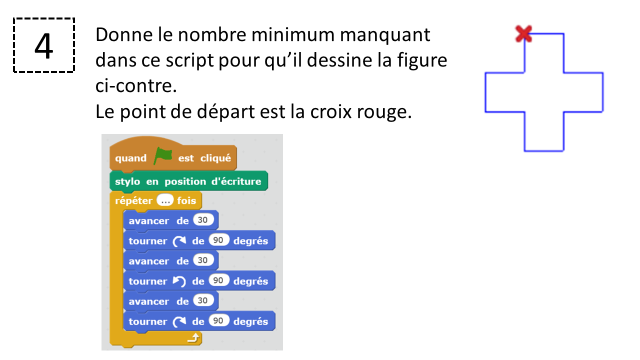 4
Donne le nombre minimum manquant
dans ce script pour qu'il dessine la figure
ci-contre.
Le point de départ est la croix rouge.
quand est cliqué
stylo en position d'écriture
répéter ... fois
avancer de 30
tourner de 90 degrés
avancer de 30
tourner de 90 degrés
avancer de 30
tourner de 90 degrés